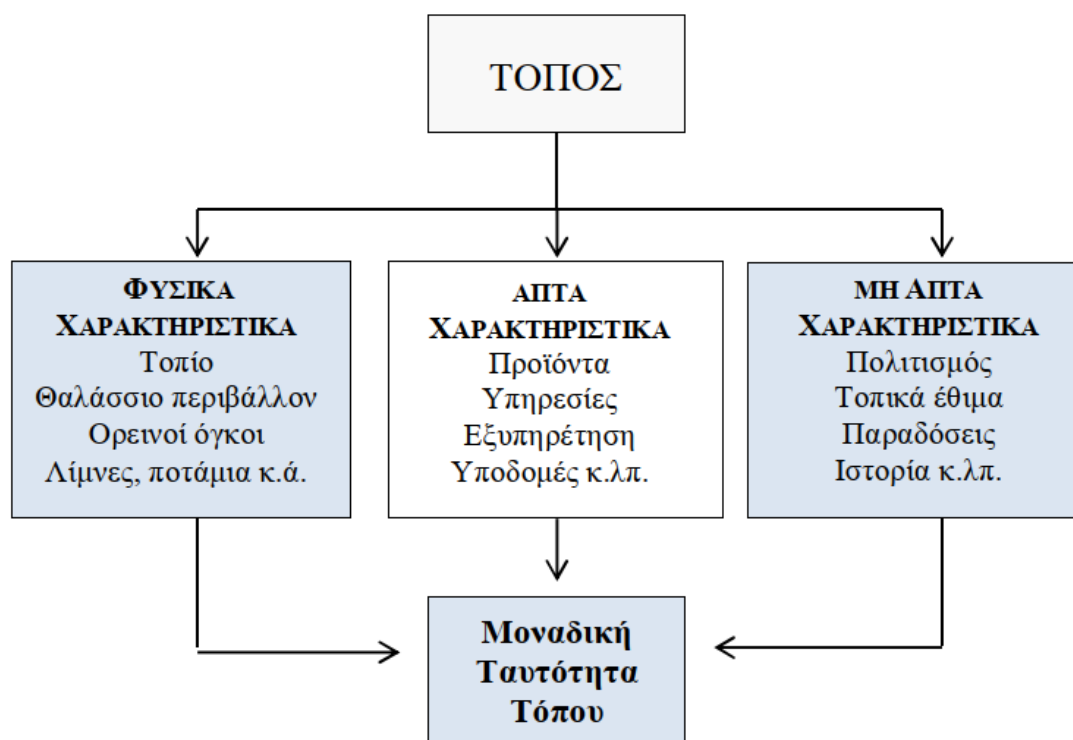 ΤΟΠΟΣ
ΦΥΣΙΚΑ
ΧΑΡΑΚΤΗΡΙΣΤΙΚΑ
Τοπίο
Θαλάσσιο περιβάλλον
Ορεινοί όγκοι
Λίμνες, ποτάμια κ.ά.
ΑΠΤΑ
ΧΑΡΑΚΤΗΡΙΣΤΙΚΑ
Προϊόντα
Υπηρεσίες
Εξυπηρέτηση
Υποδομές κ.λπ.
ΜΗ ΑΠΤΑ
ΧΑΡΑΚΤΗΡΙΣΤΙΚΑ
Πολιτισμός
Τοπικά έθιμα
Παραδόσεις
Ιστορία κ.λπ.
Μοναδική
Ταυτότητα
Τόπου